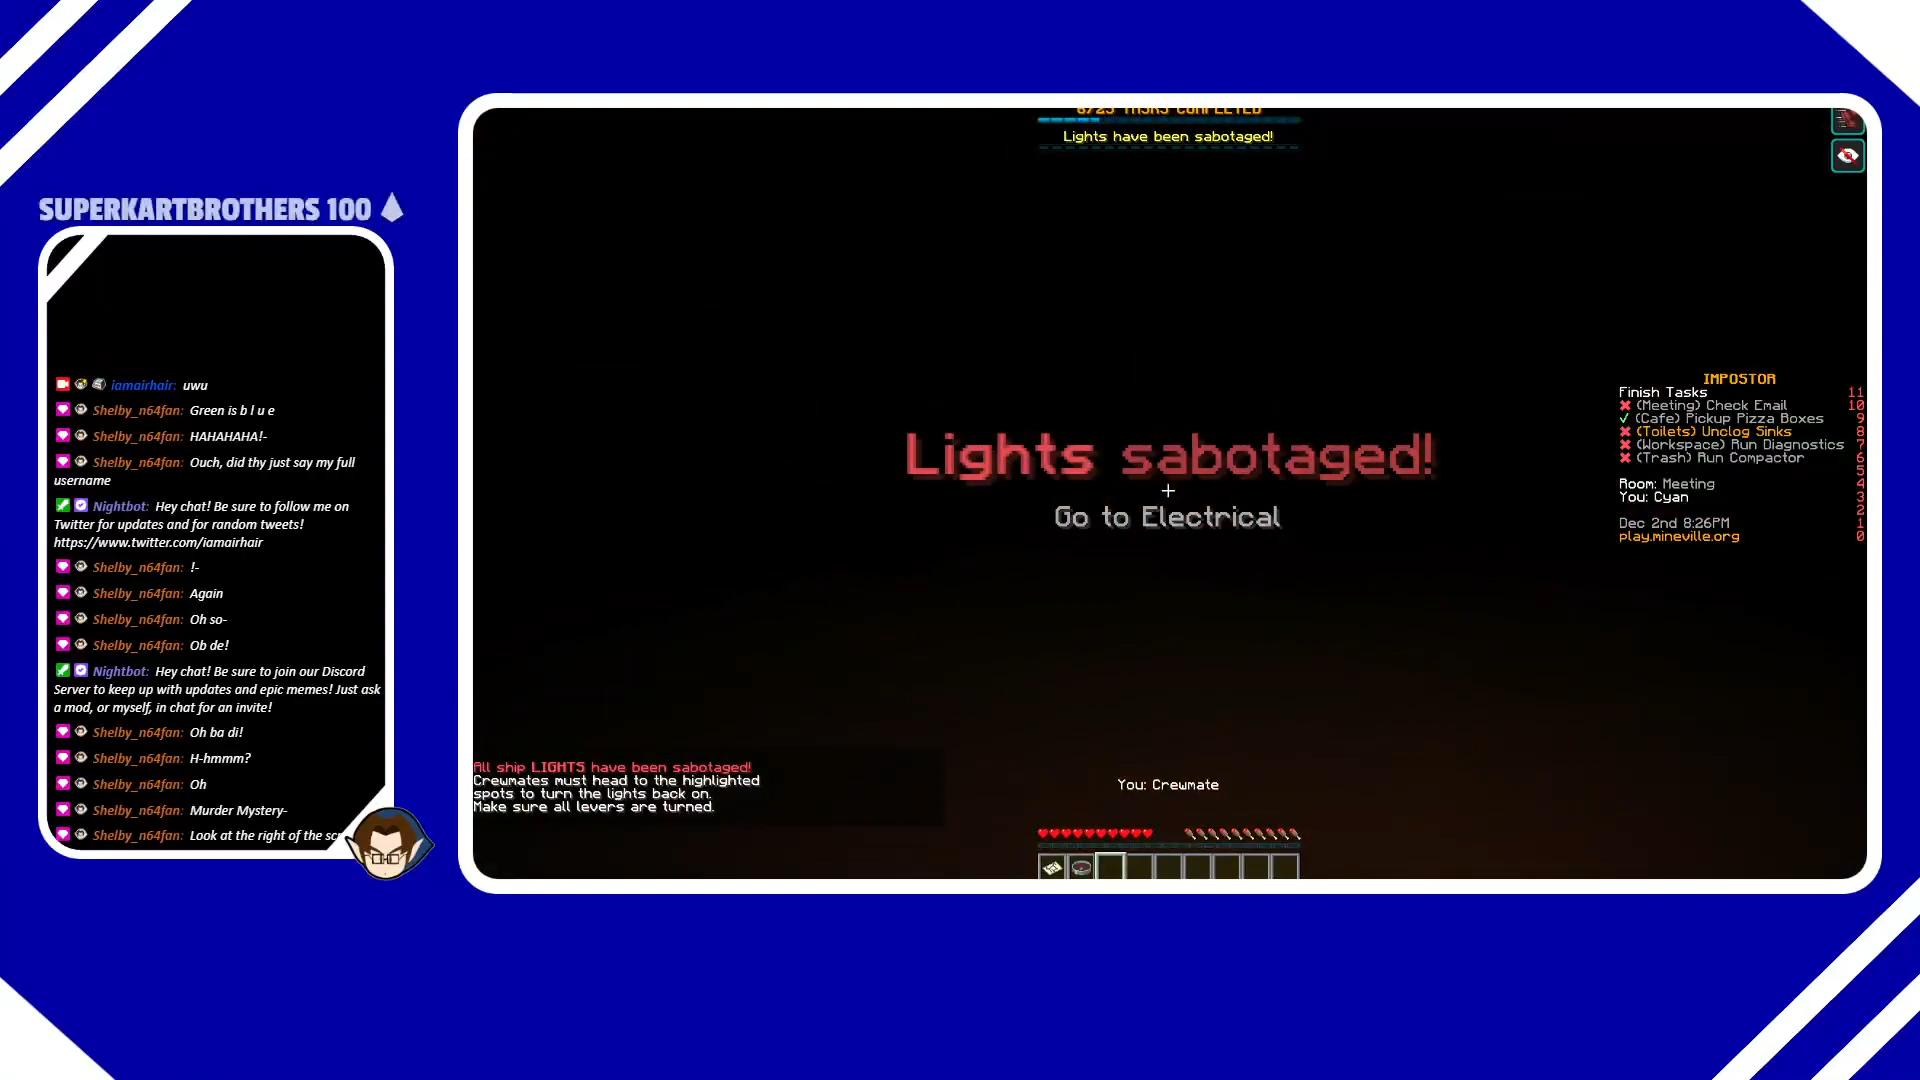 SUPERKARTBROTHERS 100
iamairhair: uwu
Shelby_n64fan: Green is b l u e
Shelby_n64fan: HAHAHAHA!-
Shelby_n64fan: Ouch, did thy just say my full
username
Nightbot: Hey chat! Be sure to follow me on
Twitter for updates and for random tweets!
https://www.twitter.com/iamairhair
Shelby_n64fan: !-
Shelby_n64fan: Again
Shelby_n64fan: Oh so-
Shelby_n64fan: Ob de!
Nightbot: Hey chat! Be sure to join our Discord
Server to keep up with updates and epic memes! Just ask
a mod, or myself, in chat for an invite!
Shelby_n64fan: Oh ba di!
Shelby_n64fan: H-hmmm?
Shelby_n64fan: Oh
Shelby_n64fan: Murder Mystery-
Shelby_n64fan: Look at the right of the scr
TASKS COMPLETED
Lights have been sabotaged!
Lights sabotaged!
Go to Electrical
IMPOSTOR
Finish Tasks 11
✖ (Meeting) Check Email 10
✓ (Cafe) Pickup Pizza Boxes 9
✖ (Toilets) Unclog Sinks 8
✖ (Workspace) Run Diagnostics 7
✖ (Trash) Run Compactor 6
5
Room: Meeting 4
You: Cyan 3
2
Dec 2nd 8:26PM 1
play.mineville.org 0
All ship LIGHTS have been sabotaged!
Crewmates must head to the highlighted
spots to turn the lights back on.
Make sure all levers are turned.
You: Crewmate